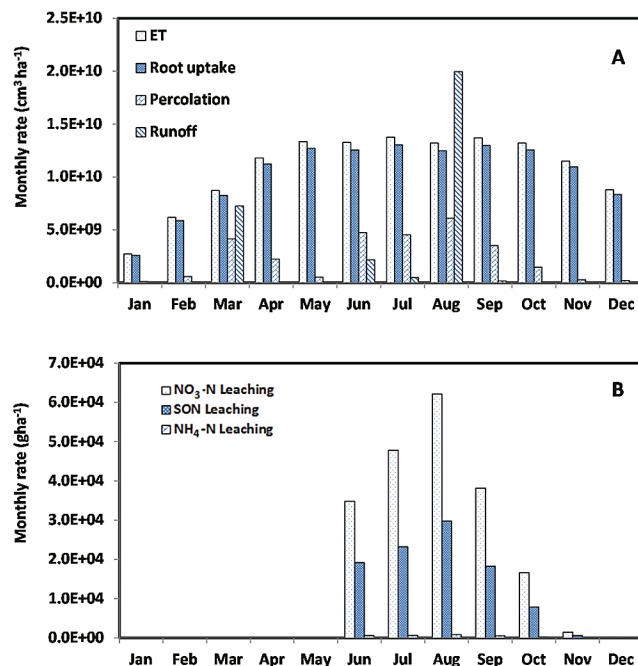 2.5E+10
2.0E+10
1.5E+10
1.0E+10
5.0E+09
0.0E+00
Monthly rate (cm³ ha⁻¹)
ET
Root uptake
Percolation
Runoff
A
Jan Feb Mar Apr May Jun Jul Aug Sep Oct Nov Dec
7.0E+04
6.0E+04
5.0E+04
4.0E+04
3.0E+04
2.0E+04
1.0E+04
0.0E+00
Monthly rate (gha⁻¹)
NO₃-N Leaching
SON Leaching
NH₄-N Leaching
B
Jan Feb Mar Apr May Jun Jul Aug Sep Oct Nov Dec